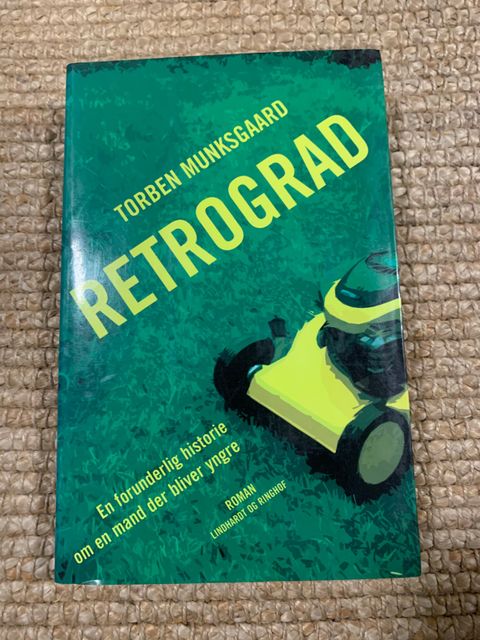 TORBEN MUNKSGAARD
RETROGRAD
En forunderlig historie
om en mand der bliver yngre
ROMAN
LINDHARDT OG RINGHOF